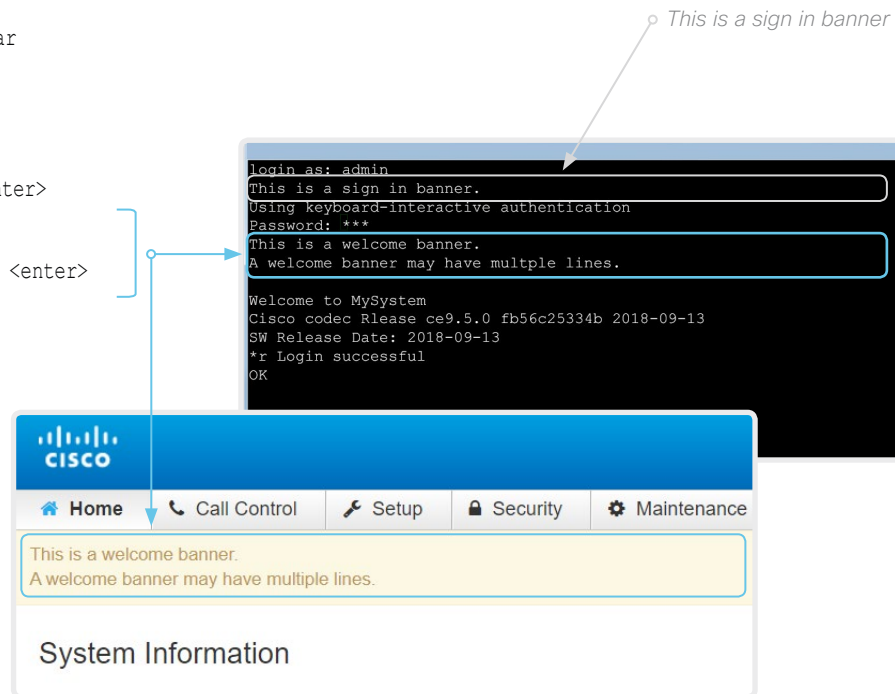 This is a sign in banner
ar
ter>
<enter>
login as: admin
This is a sign in banner.
Using keyboard-interactive authentication
Password: ***
This is a welcome banner.
A welcome banner may have multple lines.
Welcome to MySystem
Cisco codec Rlease ce9.5.0 fb56c25334b 2018-09-13
SW Release Date: 2018-09-13
*r Login successful
OK
CISCO
Home Call Control Setup Security Maintenance
This is a welcome banner.
A welcome banner may have multiple lines.
System Information